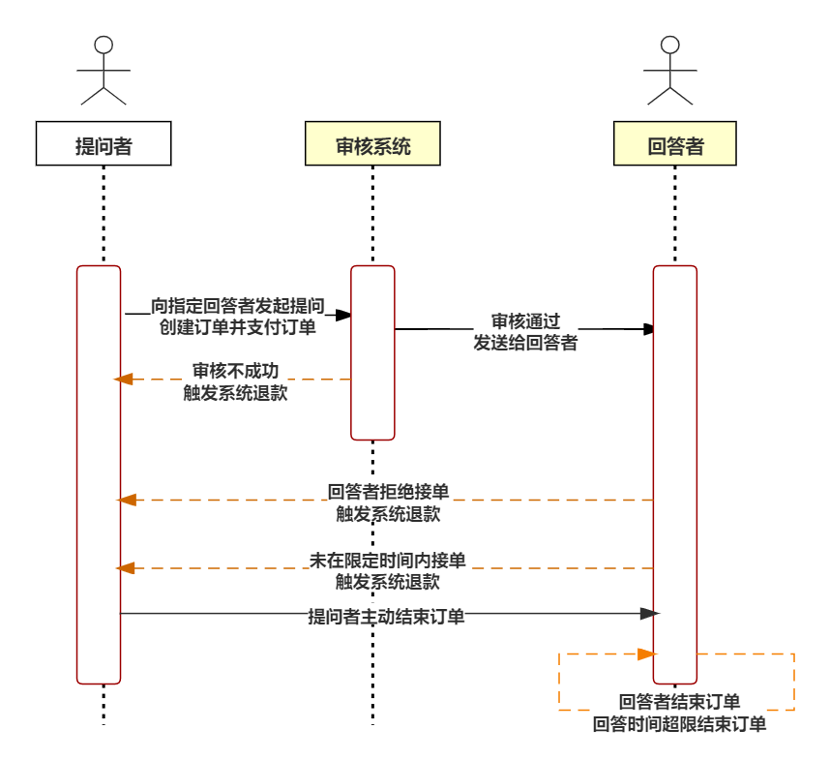 提问者
审核系统
回答者
向指定回答者发起提问
创建订单并支付订单
审核通过
发送给回答者
审核不成功
触发系统退款
回答者拒绝接单
触发系统退款
未在限定时间内接单
触发系统退款
提问者主动结束订单
回答者结束订单
回答时间超限结束订单